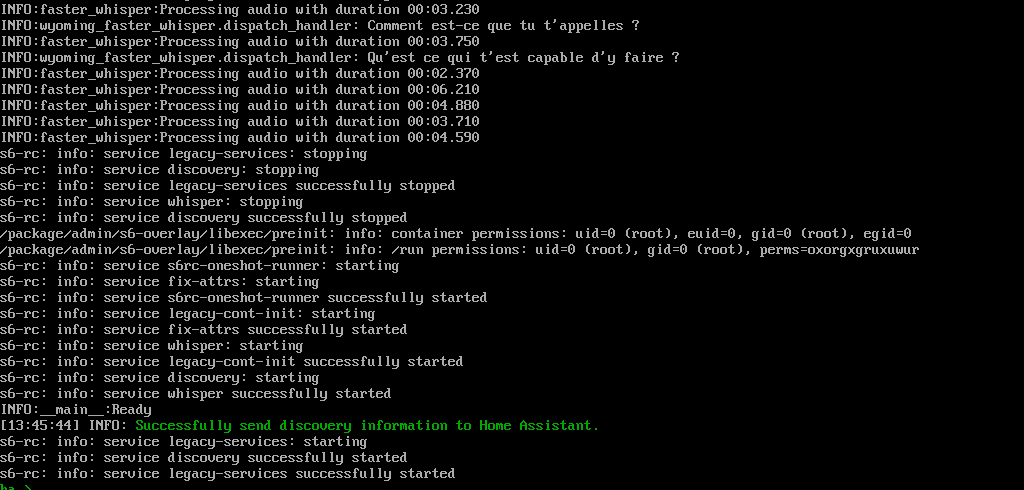 INFO:faster_whisper:Processing audio with duration 00:03.230
INFO:wyoming_faster_whisper.dispatch_handler: Comment est-ce que tu t'appelles ?
INFO:faster_whisper:Processing audio with duration 00:03.750
INFO:wyoming_faster_whisper.dispatch_handler: Qu'est ce qui t'est capable d'y faire ?
INFO:faster_whisper:Processing audio with duration 00:02.370
INFO:faster_whisper:Processing audio with duration 00:06.210
INFO:faster_whisper:Processing audio with duration 00:04.880
INFO:faster_whisper:Processing audio with duration 00:03.710
INFO:faster_whisper:Processing audio with duration 00:04.590
s6-rc: info: service legacy-services: stopping
s6-rc: info: service discovery: stopping
s6-rc: info: service legacy-services successfully stopped
s6-rc: info: service whisper: stopping
s6-rc: info: service discovery successfully stopped
/package/admin/s6-overlay/libexec/preinit: info: container permissions: uid=0 (root), euid=0, gid=0 (root), egid=0
/package/admin/s6-overlay/libexec/preinit: info: /run permissions: uid=0 (root), gid=0 (root), perms=oxorgxgruxuwur
s6-rc: info: service s6rc-oneshot-runner: starting
s6-rc: info: service fix-attrs: starting
s6-rc: info: service s6rc-oneshot-runner successfully started
s6-rc: info: service legacy-cont-init: starting
s6-rc: info: service fix-attrs successfully started
s6-rc: info: service whisper: starting
s6-rc: info: service legacy-cont-init successfully started
s6-rc: info: service discovery: starting
s6-rc: info: service whisper successfully started
INFO:__main__:Ready
[13:45:44] INFO: Successfully send discovery information to Home Assistant.
s6-rc: info: service legacy-services: starting
s6-rc: info: service discovery successfully started
s6-rc: info: service legacy-services successfully started
ha >